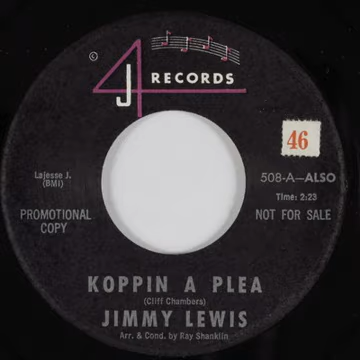 ©
4J RECORDS
46
Lajesse J.
(BMI)
508-A—ALSO
Time: 2:23
PROMOTIONAL
COPY
NOT FOR SALE
KOPPIN A PLEA
(Cliff Chambers)
JIMMY LEWIS
Arr. & Cond. by Ray Shanklin